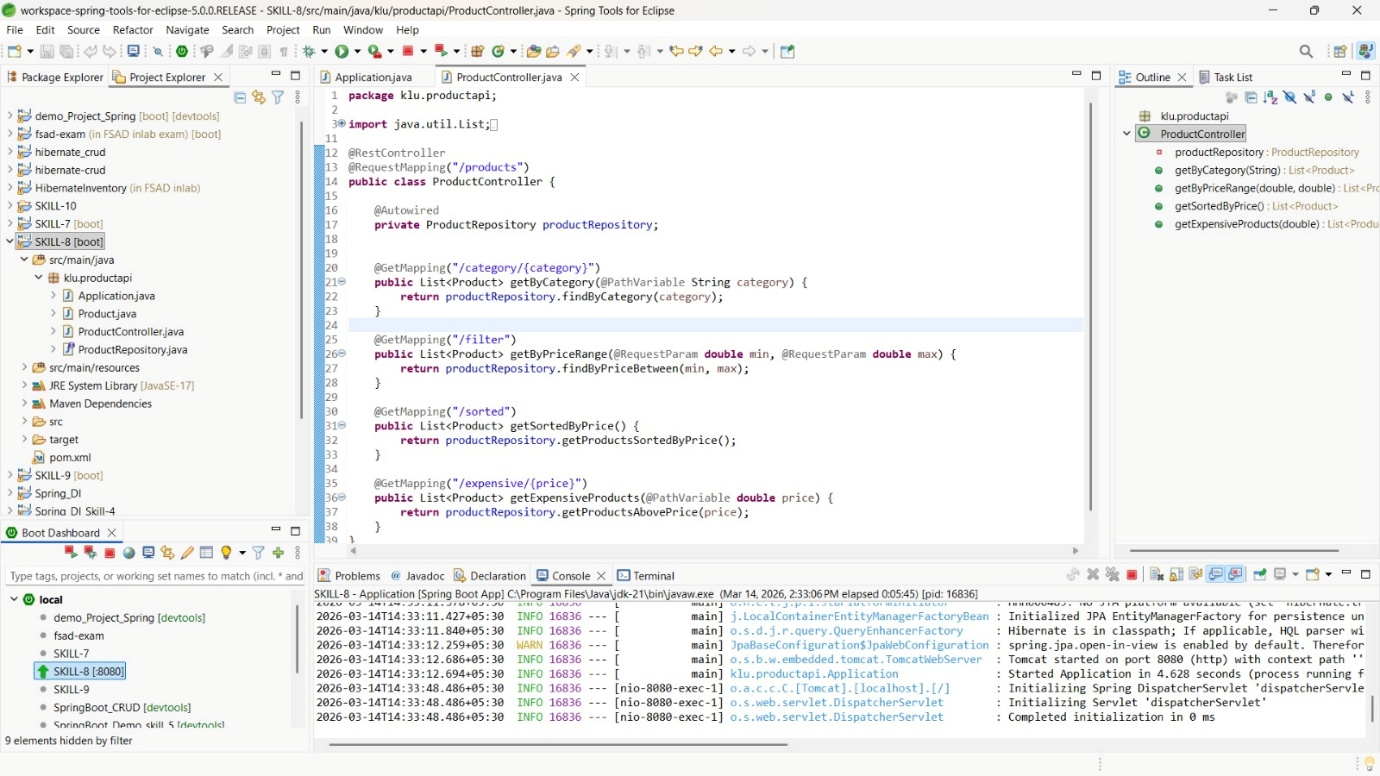 workspace-spring-tools-for-eclipse-5.0.0.RELEASE - SKILL-8/src/main/java/klu/productapi/ProductController.java - Spring Tools for Eclipse
File Edit Source Refactor Navigate Search Project Run Window Help
Package Explorer Project Explorer
demo_Project_Spring [boot] [devtools]
fsad-exam (in FSAD inlab exam) [boot]
hibernate_crud
hibernate-crud
HibernateInventory (in FSAD inlab)
SKILL-10
SKILL-7 [boot]
SKILL-8 [boot]
src/main/java
klu.productapi
Application.java
Product.java
ProductController.java
ProductRepository.java
src/main/resources
JRE System Library [JavaSE-17]
Maven Dependencies
src
target
pom.xml
SKILL-9 [boot]
Spring_DI
Spring_DI_Skill-4
Boot Dashboard
Type tags, projects, or working set names to match (incl. * and
local
demo_Project_Spring [devtools]
fsad-exam
SKILL-7
SKILL-8 [:8080]
SKILL-9
SpringBoot_CRUD [devtools]
SpringBoot_Demo_skill_5 [devtools]
9 elements hidden by filter
Application.java ProductController.java
1 package klu.productapi;
2
3 import java.util.List;
11
12 @RestController
13 @RequestMapping("/products")
14 public class ProductController {
15
16 @Autowired
17 private ProductRepository productRepository;
18
19
20 @GetMapping("/category/{category}")
21 public List<Product> getByCategory(@PathVariable String category) {
22 return productRepository.findByCategory(category);
23 }
24
25 @GetMapping("/filter")
26 public List<Product> getByPriceRange(@RequestParam double min, @RequestParam double max) {
27 return productRepository.findByPriceBetween(min, max);
28 }
29
30 @GetMapping("/sorted")
31 public List<Product> getSortedByPrice() {
32 return productRepository.getProductsSortedByPrice();
33 }
34
35 @GetMapping("/expensive/{price}")
36 public List<Product> getExpensiveProducts(@PathVariable double price) {
37 return productRepository.getProductsAbovePrice(price);
38 }
39 }
Outline Task List
klu.productapi
ProductController
productRepository : ProductRepository
getByCategory(String) : List<Product>
getByPriceRange(double, double) : List<Pr
getSortedByPrice() : List<Product>
getExpensiveProducts(double) : List<Produ
Problems Javadoc Declaration Console Terminal
SKILL-8 - Application [Spring Boot App] C:\Program Files\Java\jdk-21\bin\javaw.exe (Mar 14, 2026, 2:33:06 PM elapsed 0:05:45) [pid: 16836]
2026-03-14T14:33:11.427+05:30 INFO 16836 --- [ main] j.LocalContainerEntityManagerFactoryBean : Initialized JPA EntityManagerFactory for persistence un
2026-03-14T14:33:11.840+05:30 INFO 16836 --- [ main] o.s.d.j.r.query.QueryEnhancerFactory : Hibernate is in classpath; If applicable, HQL parser wi
2026-03-14T14:33:12.259+05:30 WARN 16836 --- [ main] JpaBaseConfiguration$JpaWebConfiguration : spring.jpa.open-in-view is enabled by default. Therefor
2026-03-14T14:33:12.686+05:30 INFO 16836 --- [ main] o.s.b.w.embedded.tomcat.TomcatWebServer : Tomcat started on port 8080 (http) with context path ''
2026-03-14T14:33:12.694+05:30 INFO 16836 --- [ main] klu.productapi.Application : Started Application in 4.628 seconds (process running f
2026-03-14T14:33:48.486+05:30 INFO 16836 --- [nio-8080-exec-1] o.a.c.c.C.[Tomcat].[localhost].[/] : Initializing Spring DispatcherServlet 'dispatcherServle
2026-03-14T14:33:48.486+05:30 INFO 16836 --- [nio-8080-exec-1] o.s.web.servlet.DispatcherServlet : Initializing Servlet 'dispatcherServlet'
2026-03-14T14:33:48.486+05:30 INFO 16836 --- [nio-8080-exec-1] o.s.web.servlet.DispatcherServlet : Completed initialization in 0 ms